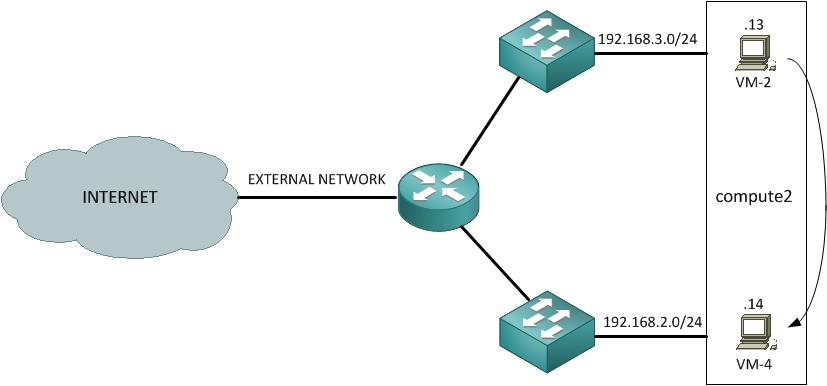 .13
192.168.3.0/24
VM-2
EXTERNAL NETWORK
INTERNET
compute2
.14
192.168.2.0/24
VM-4